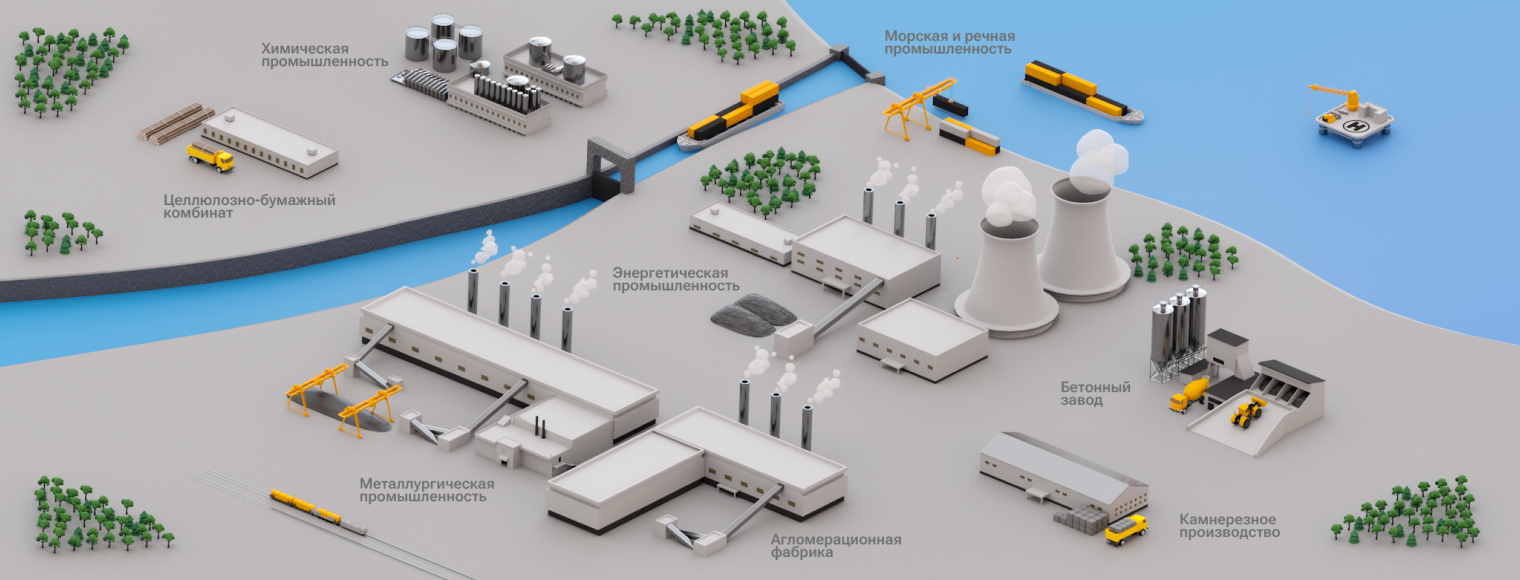 Химическая
промышленность
Морская и речная
промышленность
Целлюлозно-бумажный
комбинат
Энергетическая
промышленность
Бетонный
завод
Металлургическая
промышленность
Агломерационная
фабрика
Камнерезное
производство
H